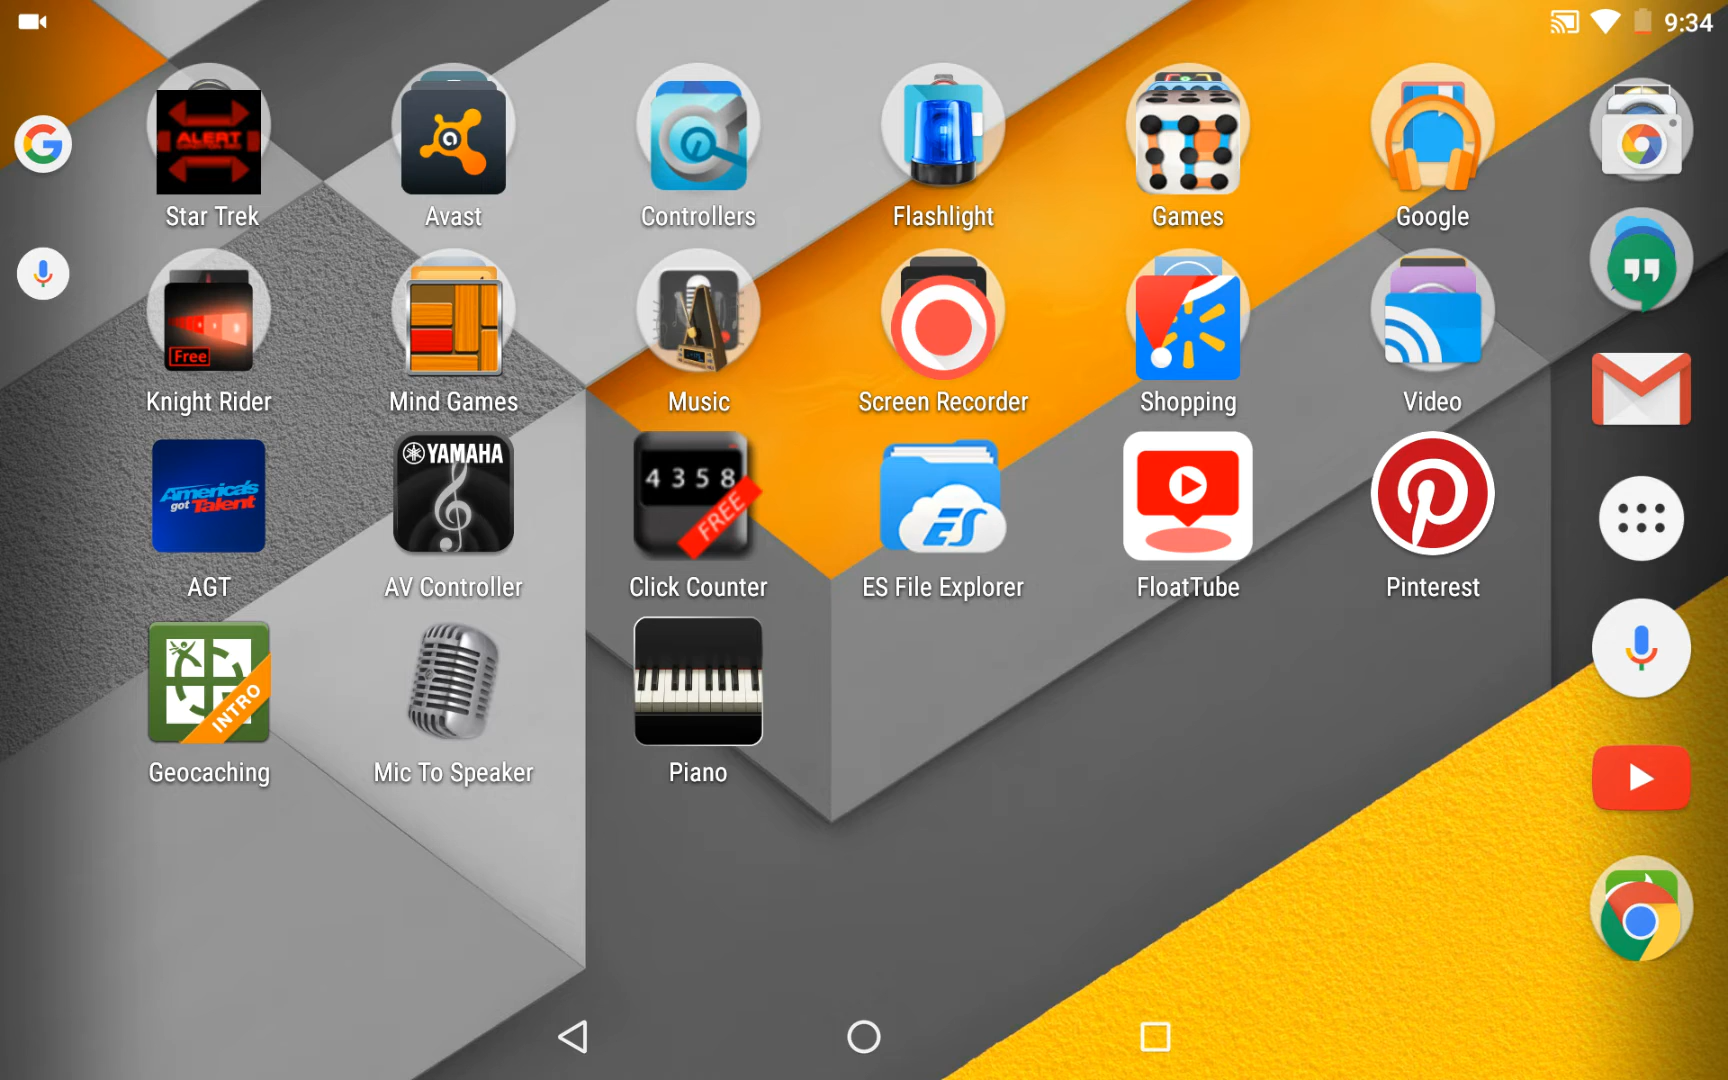 9:34
ALERT
Star Trek
Avast
Controllers
Flashlight
Games
Google
Free
Knight Rider
Mind Games
Music
Screen Recorder
Shopping
Video
America's
got Talent
YAMAHA
4358
FREE
ES
AGT
AV Controller
Click Counter
ES File Explorer
FloatTube
Pinterest
INTRO
Geocaching
Mic To Speaker
Piano